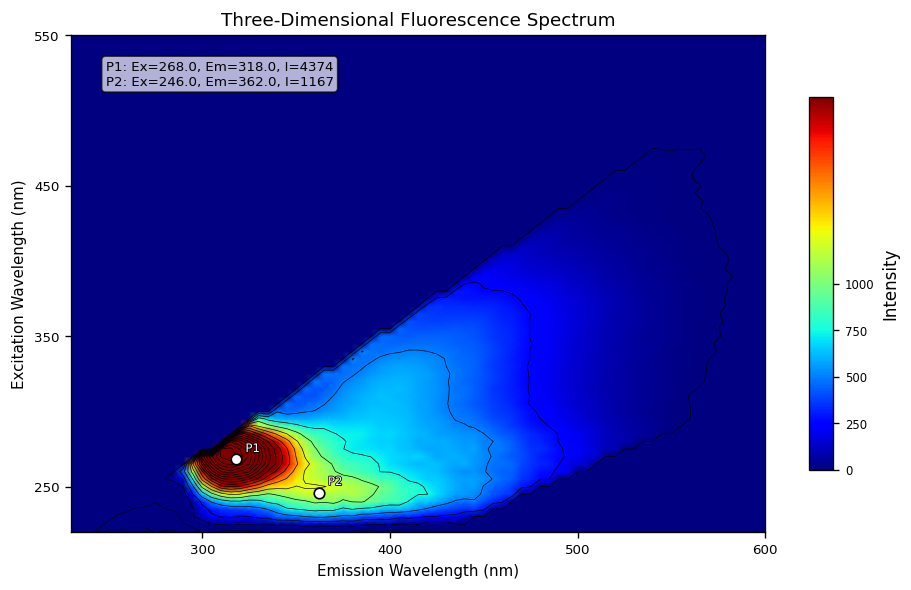 Three-Dimensional Fluorescence Spectrum
550
450
350
250
Excitation Wavelength (nm)
P1: Ex=268.0, Em=318.0, I=4374
P2: Ex=246.0, Em=362.0, I=1167
P1
P2
300
400
500
600
Emission Wavelength (nm)
1000
750
500
250
0
Intensity